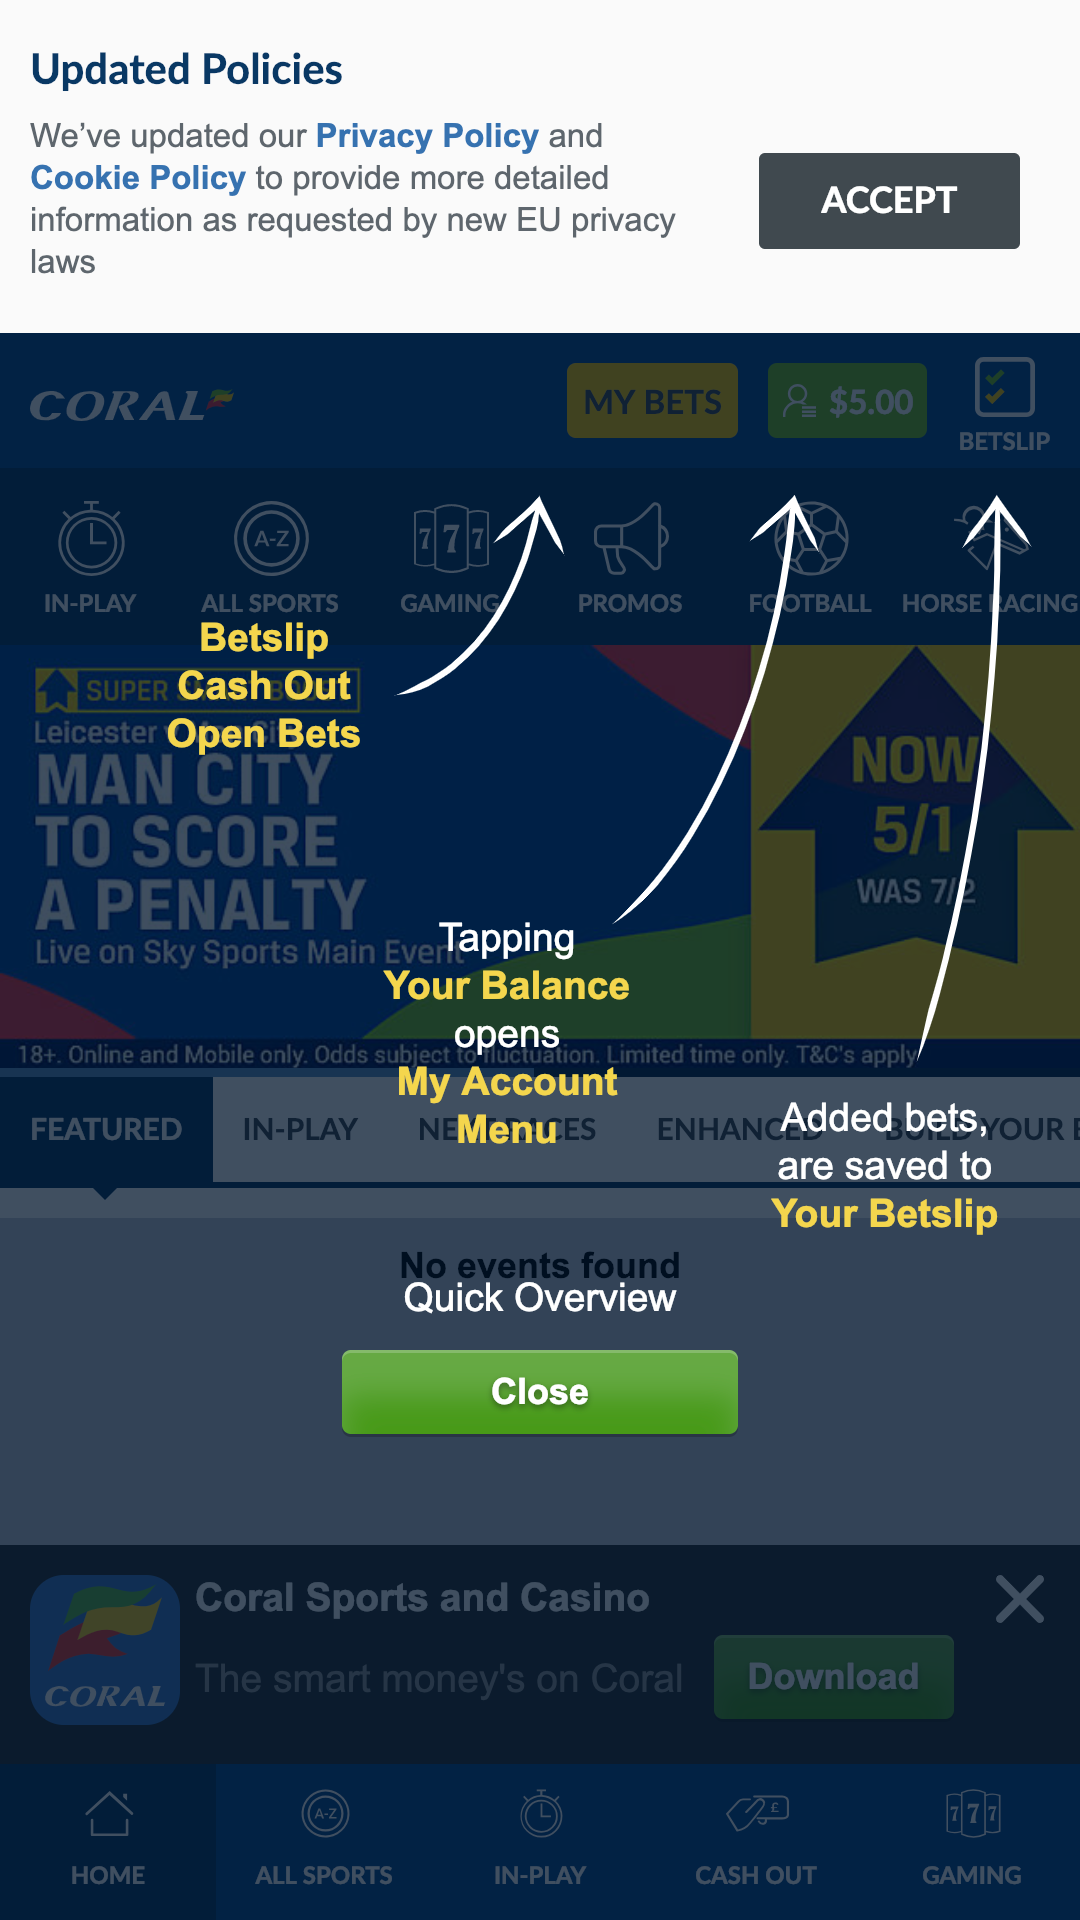 Updated Policies
We’ve updated our Privacy Policy and
Cookie Policy to provide more detailed
information as requested by new EU privacy
laws
ACCEPT
CORAL
MY BETS
$5.00
BETSLIP
IN-PLAY
A-Z
ALL SPORTS
777
GAMING
PROMOS
FOOTBALL
HORSE RACING
Betslip
Cash Out
Open Bets
SUPER
Leicester
MAN CITY
TO SCORE
A PENALTY
Live on Sky Sports Main Event
NOW
5/1
WAS 7/2
18+. Online and Mobile only. Odds subject to fluctuation. Limited time only. T&C's apply
Tapping
Your Balance
opens
My Account
Menu
FEATURED
IN-PLAY
NEXT RACES
ENHANCED
BUILD YOUR
Added bets,
are saved to
Your Betslip
No events found
Quick Overview
Close
CORAL
Coral Sports and Casino
The smart money's on Coral
Download
HOME
A-Z
ALL SPORTS
IN-PLAY
£
CASH OUT
777
GAMING